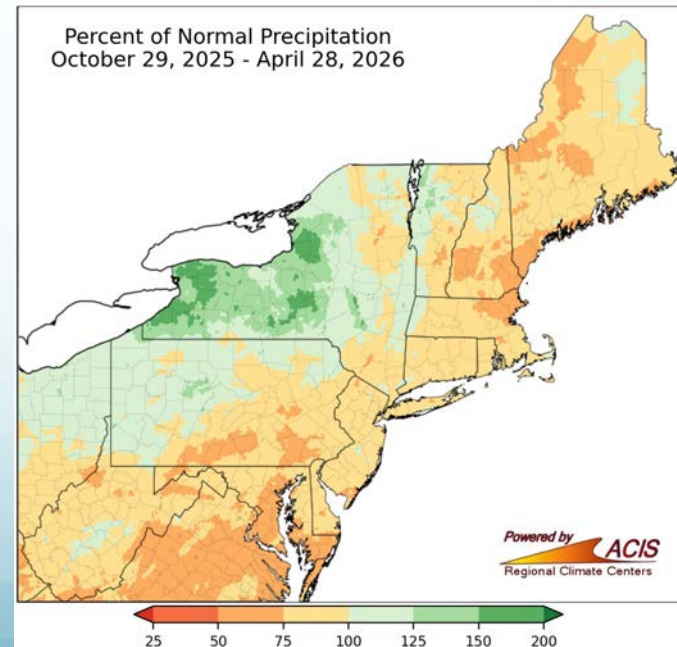 Percent of Normal Precipitation
October 29, 2025 - April 28, 2026
Powered by
ACIS
Regional Climate Centers
25 50 75 100 125 150 200